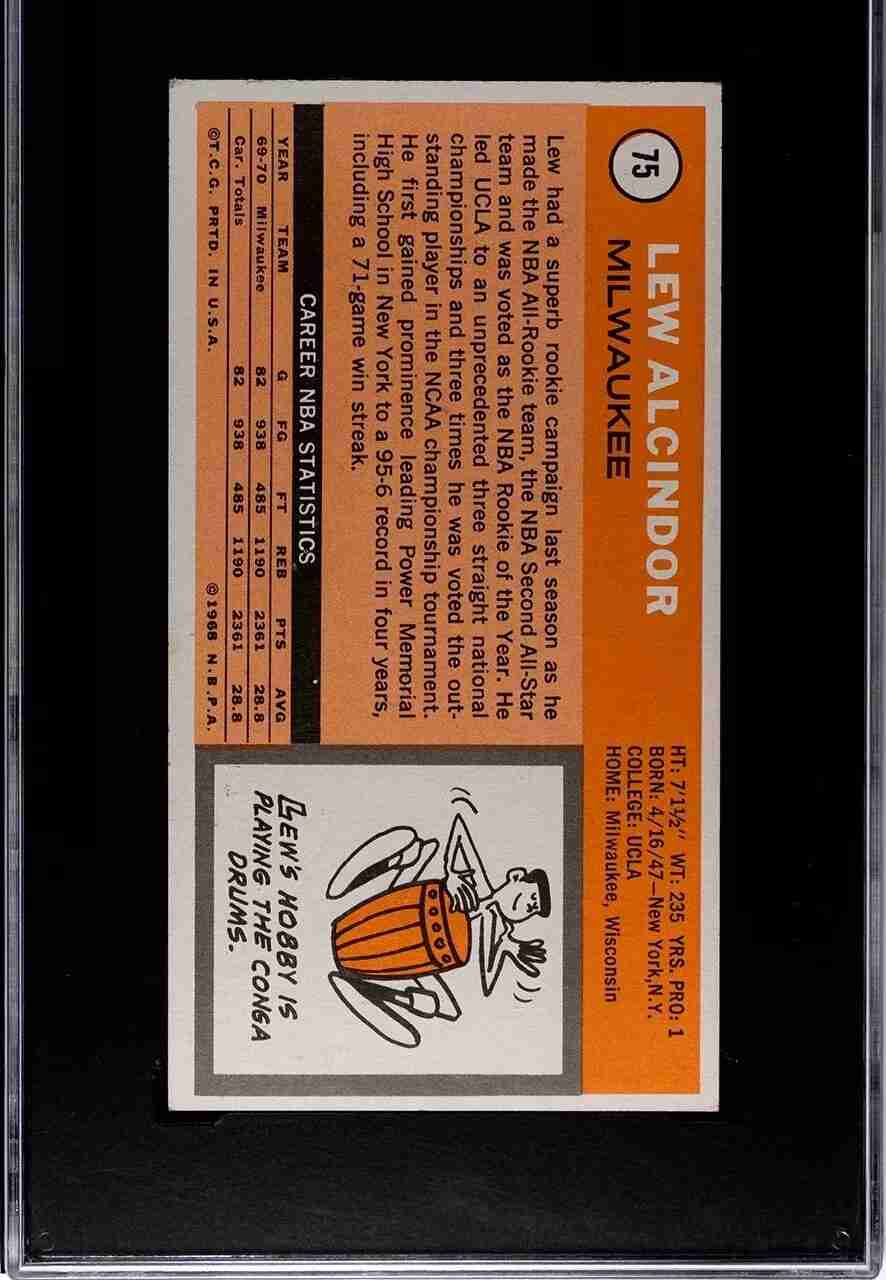 75
LEW ALCINDOR
MILWAUKEE
HT: 7'1½" WT: 235 YRS. PRO: 1
BORN: 4/16/47—New York, N.Y.
COLLEGE: UCLA
HOME: Milwaukee, Wisconsin
Lew had a superb rookie campaign last season as he
made the NBA All-Rookie team, the NBA Second All-Star
team and was voted as the NBA Rookie of the Year. He
led UCLA to an unprecedented three straight national
championships and three times he was voted the out-
standing player in the NCAA championship tournament.
He first gained prominence leading Power Memorial
High School in New York to a 95-6 record in four years,
including a 71-game win streak.
CAREER NBA STATISTICS
YEAR TEAM G FG FT REB PTS AVG
69-70 Milwaukee 82 938 485 1190 2361 28.8
Car. Totals 82 938 485 1190 2361 28.8
©T.C.G. PRTD. IN U.S.A. ©1968 N.B.P.A.
LEW'S HOBBY IS
PLAYING THE CONGA
DRUMS.